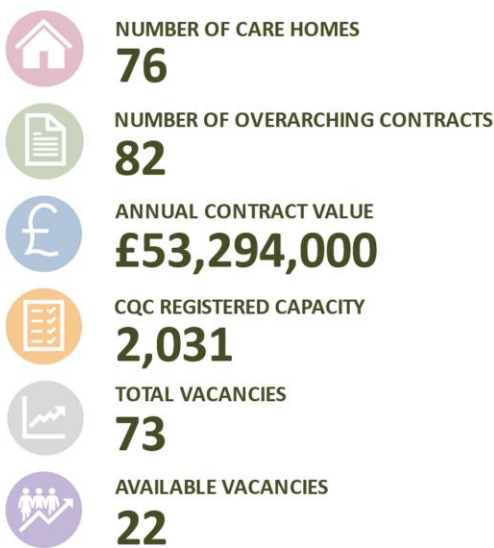 NUMBER OF CARE HOMES
76
NUMBER OF OVERARCHING CONTRACTS
82
ANNUAL CONTRACT VALUE
£
£53,294,000
CQC REGISTERED CAPACITY
2,031
TOTAL VACANCIES
73
AVAILABLE VACANCIES
22